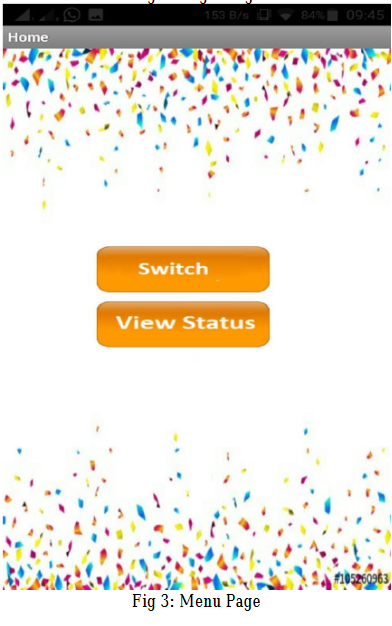 153 B/s 84% 09:45
Home
Switch
View Status
#105260963
Fig 3: Menu Page